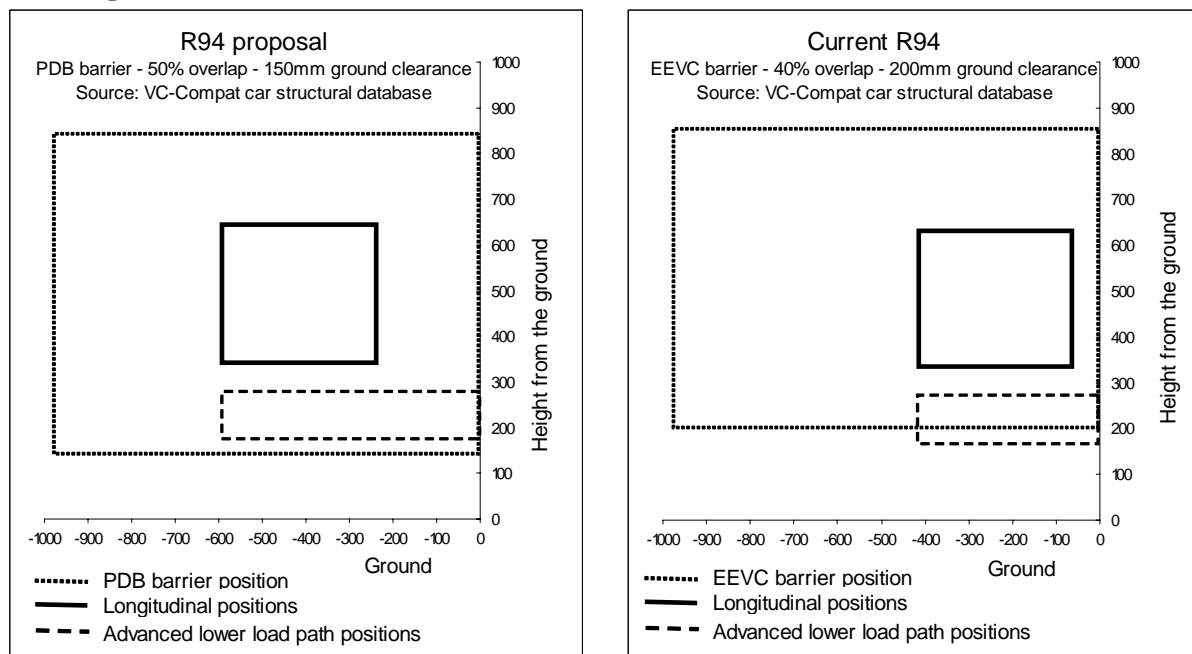 R94 proposal
PDB barrier - 50% overlap - 150mm ground clearance
Source: VC-Compat car structural database
1000
900
800
700
600
500
400
300
200
100
0
Height from the ground
-1000 -900 -800 -700 -600 -500 -400 -300 -200 -100 0
Ground
PDB barrier position
Longitudinal positions
Advanced lower load path positions
Current R94
EEVC barrier - 40% overlap - 200mm ground clearance
Source: VC-Compat car structural database
1000
900
800
700
600
500
400
300
200
100
0
Height from the ground
-1000 -900 -800 -700 -600 -500 -400 -300 -200 -100 0
Ground
EEVC barrier position
Longitudinal positions
Advanced lower load path positions